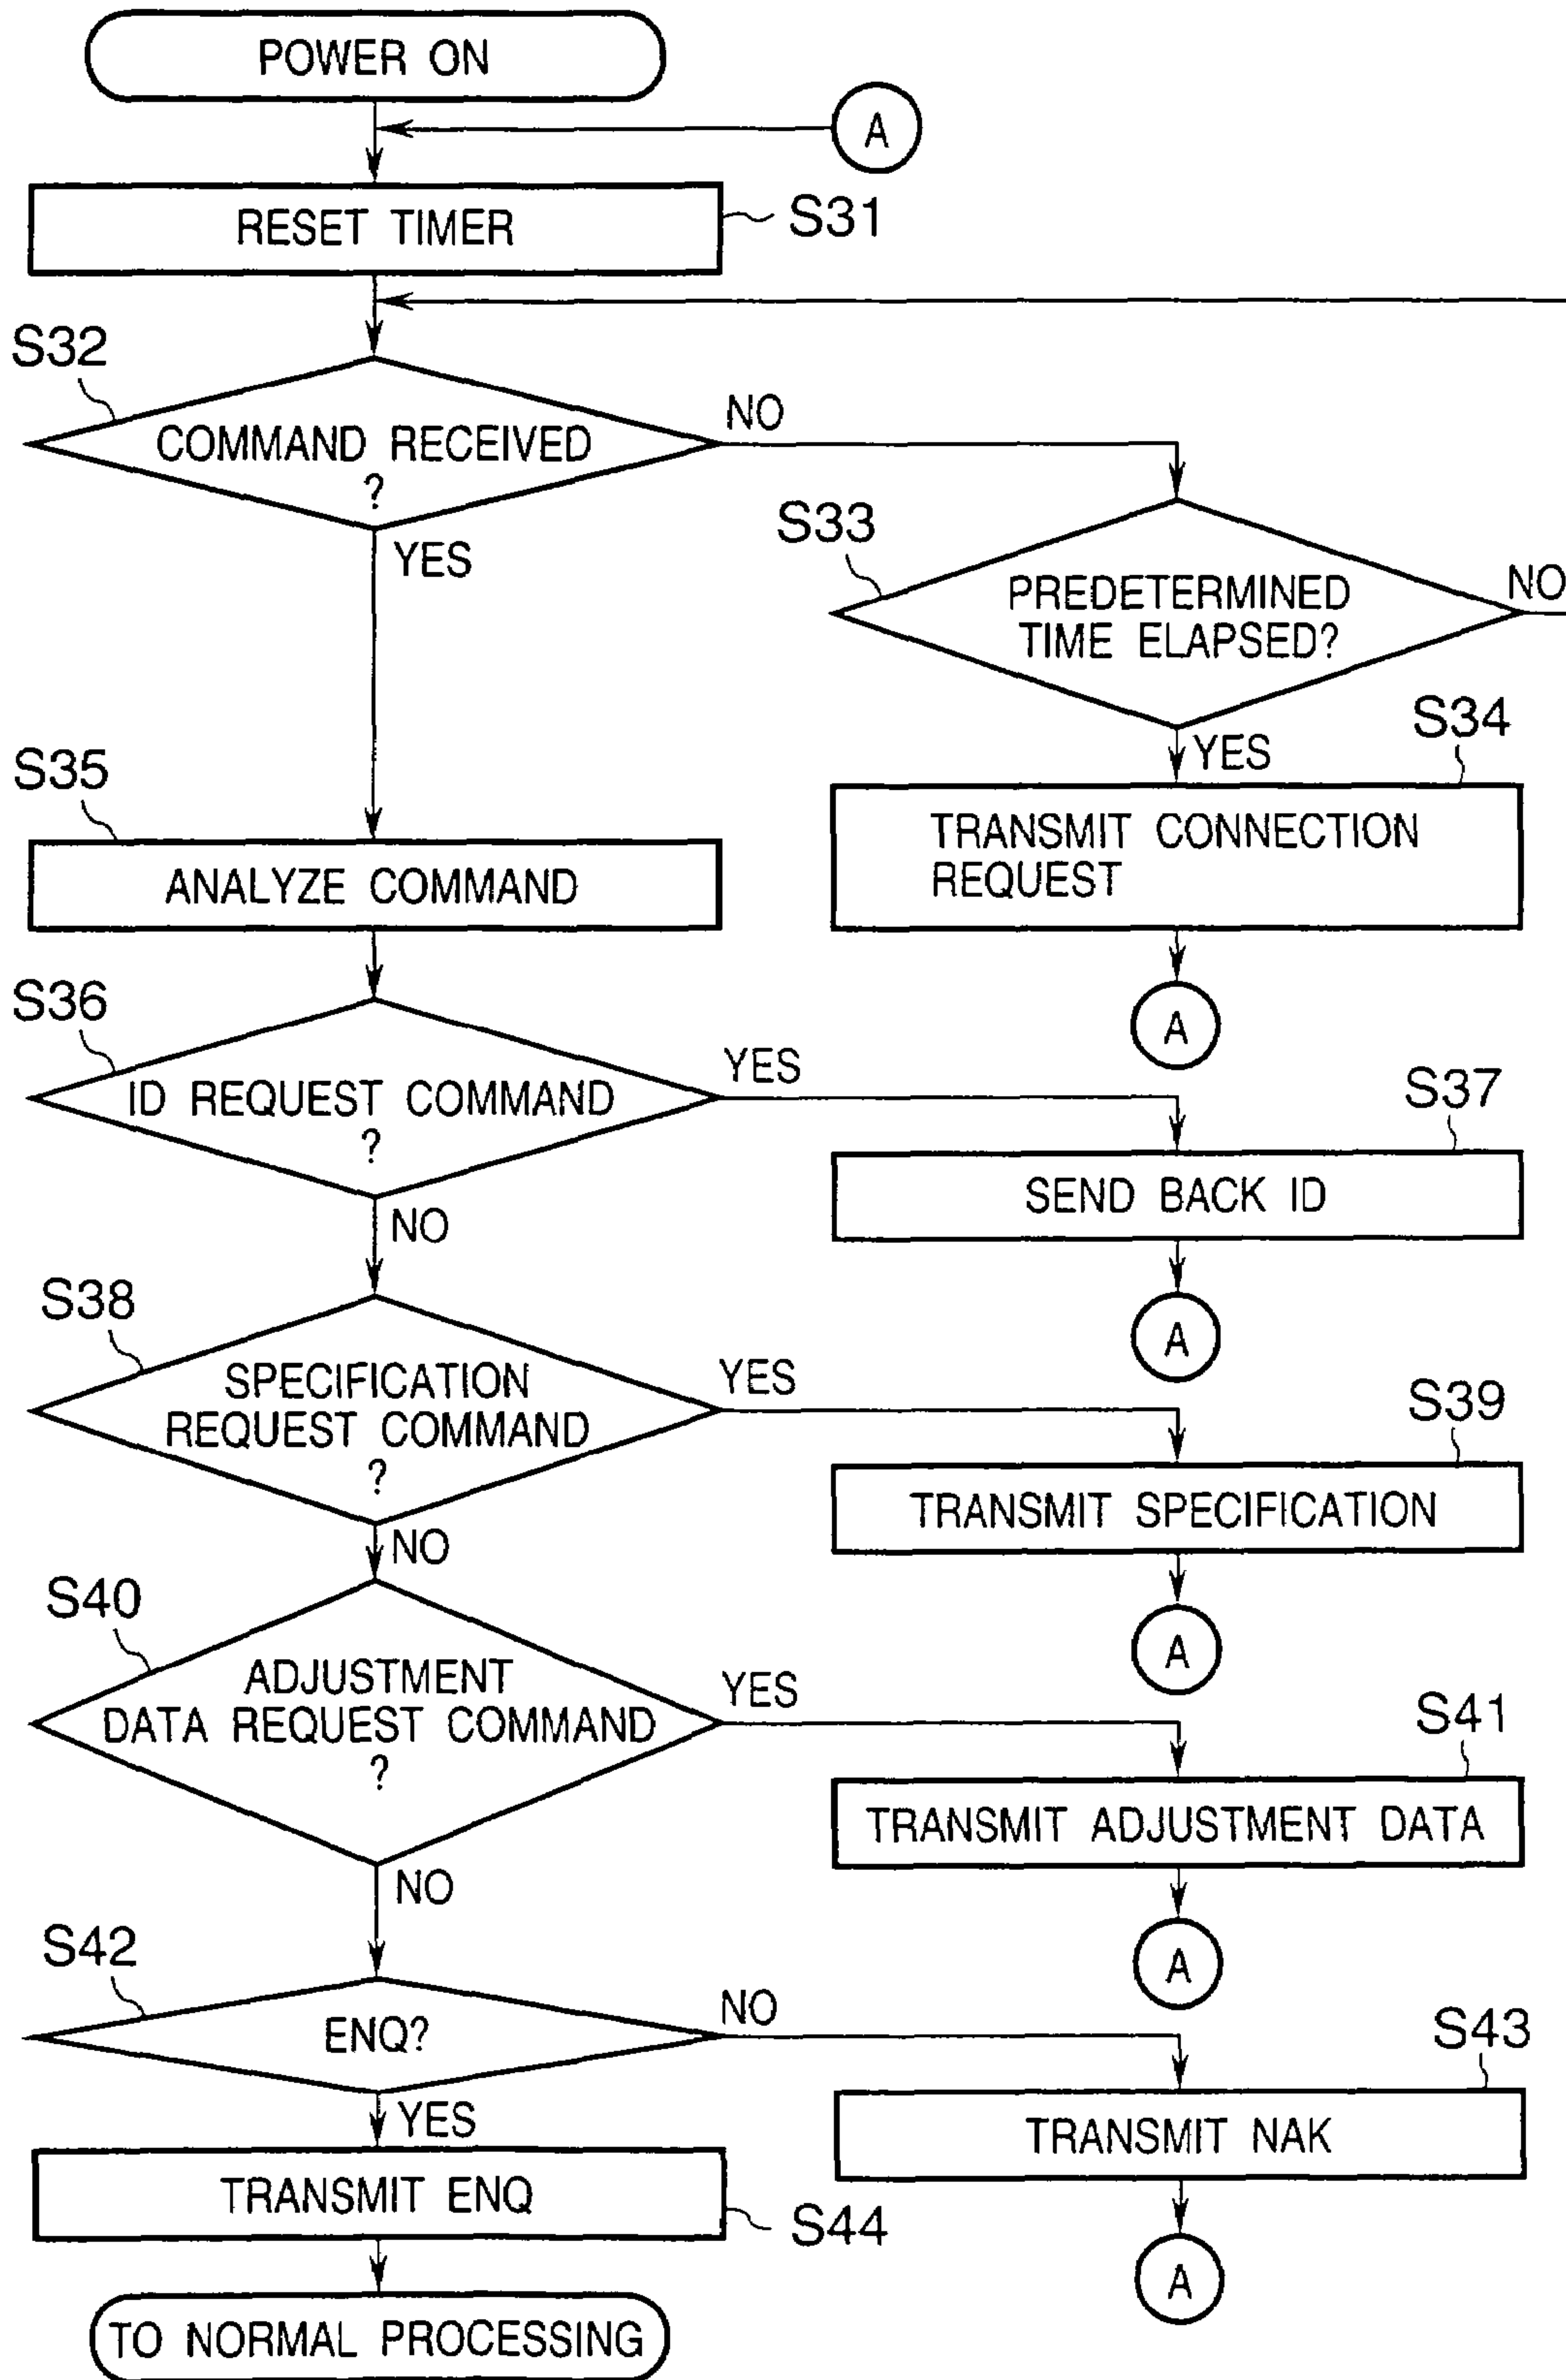 POWER ON
A
RESET TIMER
S31
S32
COMMAND RECEIVED
?
NO
YES
S33
PREDETERMINED
TIME ELAPSED?
NO
YES
S34
TRANSMIT CONNECTION
REQUEST
A
S35
ANALYZE COMMAND
S36
ID REQUEST COMMAND
?
YES
NO
S37
SEND BACK ID
A
S38
SPECIFICATION
REQUEST COMMAND
?
YES
NO
S39
TRANSMIT SPECIFICATION
A
S40
ADJUSTMENT
DATA REQUEST COMMAND
?
YES
NO
S41
TRANSMIT ADJUSTMENT DATA
A
S42
ENQ?
NO
YES
S43
TRANSMIT NAK
A
TRANSMIT ENQ
S44
TO NORMAL PROCESSING